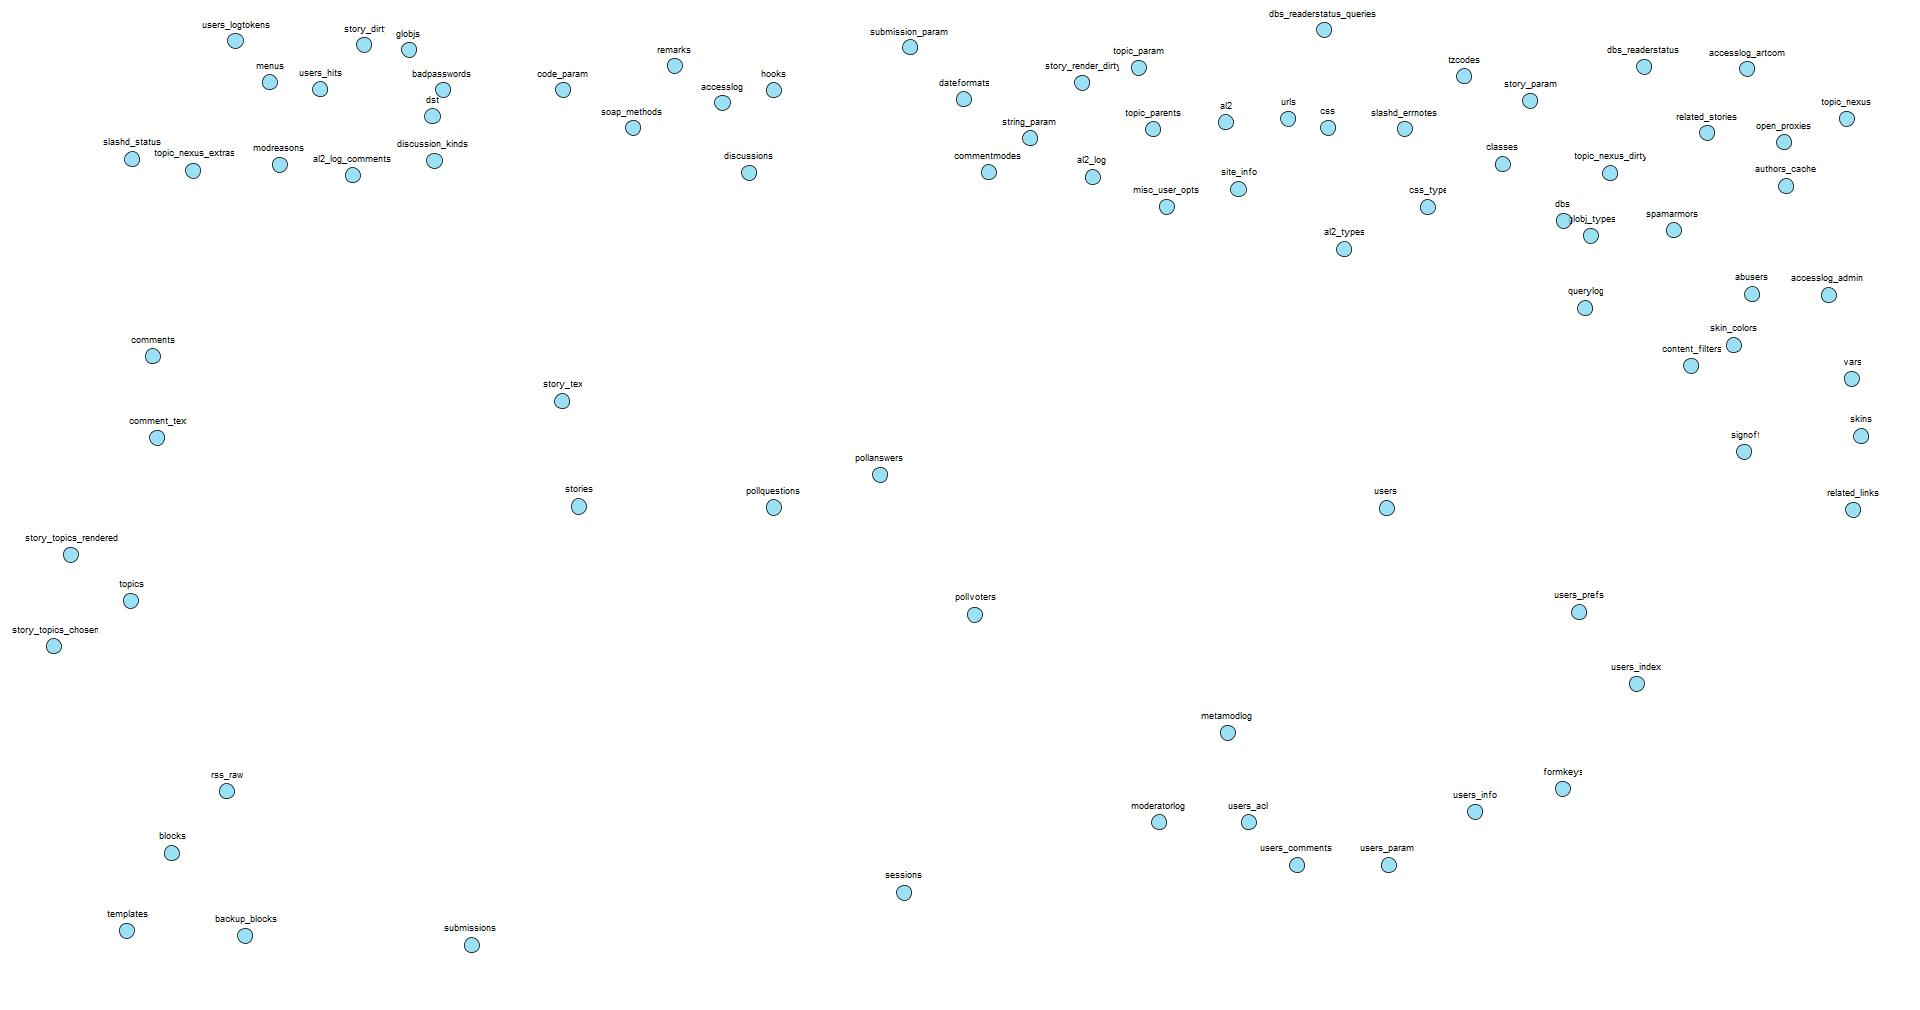 dbs_readerstatus_queries
users_logtokens
story_dirt
globjs
submission_param
remarks
topic_param
dbs_readerstatus
accesslog_artcom
menus
users_hits
badpasswords
code_param
accesslog
hooks
dateformats
story_render_dirty
tzcodes
story_param
dst
soap_methods
string_param
topic_parents
al2
urls
css
slashd_errnotes
related_stories
open_proxies
topic_nexus
slashd_status
topic_nexus_extras
modreasons
al2_log_comments
discussion_kinds
discussions
commentmodes
al2_log
classes
topic_nexus_dirty
authors_cache
misc_user_opts
site_info
css_type
dbs
globj_types
spamarmors
al2_types
querylog
abusers
accesslog_admin
skin_colors
content_filters
comments
vars
story_tex
comment_tex
skins
signoff
pollanswers
stories
pollquestions
users
related_links
story_topics_rendered
topics
pollvoters
users_prefs
story_topics_chosen
users_index
metamodlog
rss_raw
formkeys
moderatorlog
users_acl
users_info
blocks
users_comments
users_param
sessions
templates
backup_blocks
submissions